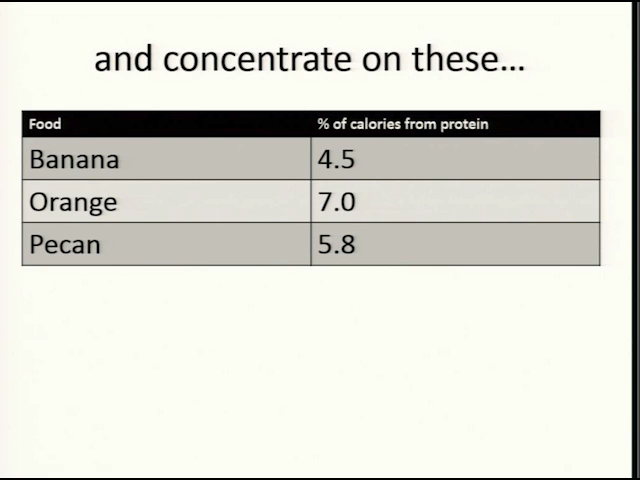 and concentrate on these...
Food % of calories from protein
Banana 4.5
Orange 7.0
Pecan 5.8